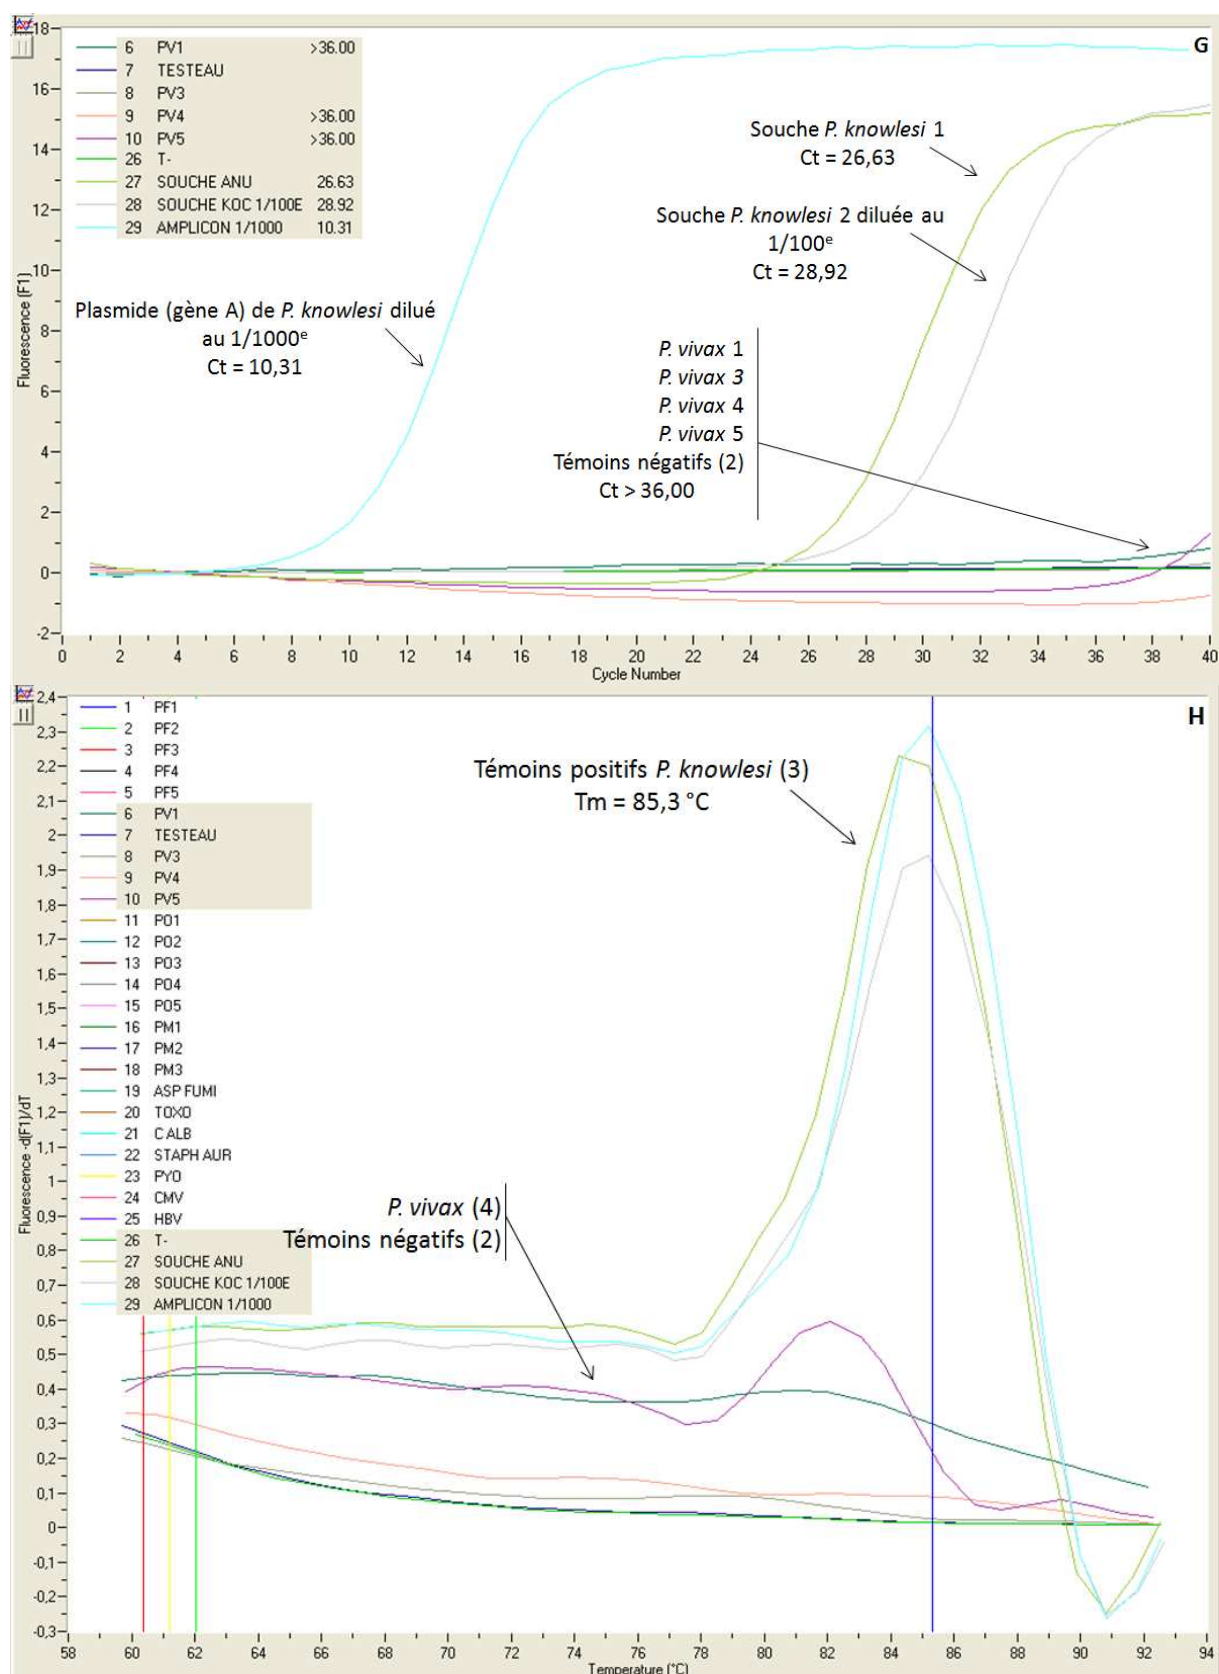 G
18
16
14
12
10
8
6
4
2
0
-2
Fluorescence (F1)
6 PV1 >36.00
7 TESTEAU
8 PV3
9 PV4 >36.00
10 PV5 >36.00
26 T-
27 SOUCHE ANU 26.63
28 SOUCHE KOC 1/100E 28.92
29 AMPLICON 1/1000 10.31
Souche P. knowlesi 1
Ct = 26,63
Souche P. knowlesi 2 diluée au
1/100e
Ct = 28,92
Plasmide (gène A) de P. knowlesi dilué
au 1/1000e
Ct = 10,31
P. vivax 1
P. vivax 3
P. vivax 4
P. vivax 5
Témoins négatifs (2)
Ct > 36,00
0 2 4 6 8 10 12 14 16 18 20 22 24 26 28 30 32 34 36 38 40
Cycle Number
H
2,4
2,3
2,2
2,1
2
1,9
1,8
1,7
1,6
1,5
1,4
1,3
1,2
1,1
1
0,9
0,8
0,7
0,6
0,5
0,4
0,3
0,2
0,1
0
-0,1
-0,2
-0,3
Fluorescence -d(F1)/dT
1 PF1
2 PF2
3 PF3
4 PF4
5 PF5
6 PV1
7 TESTEAU
8 PV3
9 PV4
10 PV5
11 PO1
12 PO2
13 PO3
14 PO4
15 PO5
16 PM1
17 PM2
18 PM3
19 ASP FUMI
20 TOXO
21 C ALB
22 STAPH AUR
23 PYO
24 CMV
25 HBV
26 T-
27 SOUCHE ANU
28 SOUCHE KOC 1/100E
29 AMPLICON 1/1000
Témoins positifs P. knowlesi (3)
Tm = 85,3 °C
P. vivax (4)
Témoins négatifs (2)
58 60 62 64 66 68 70 72 74 76 78 80 82 84 86 88 90 92 94
Temperature (°C)